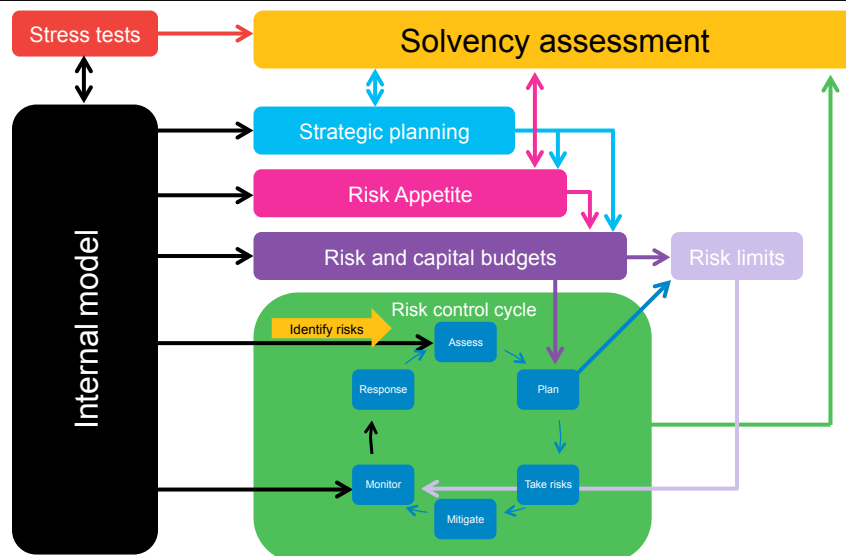 Stress tests
Solvency assessment
Strategic planning
Risk Appetite
Risk and capital budgets
Risk limits
Internal model
Risk control cycle
Identify risks
Assess
Response
Plan
Monitor
Take risks
Mitigate